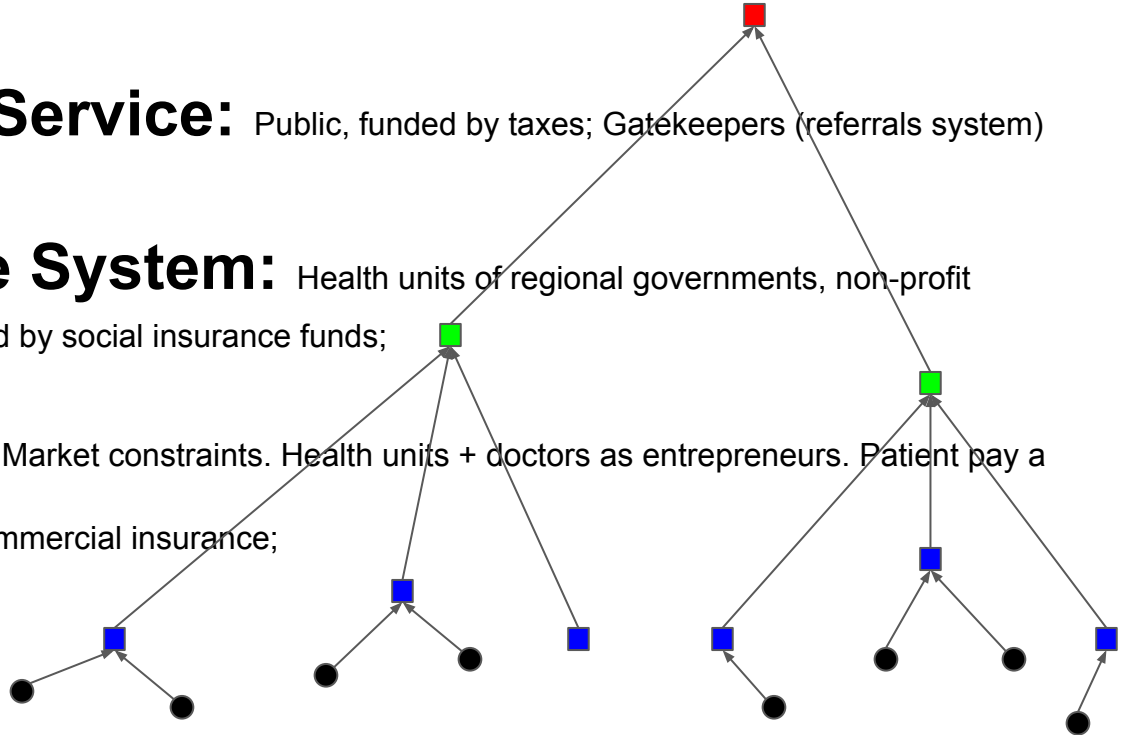 Service: Public, funded by taxes; Gatekeepers (referrals system)
System: Health units of regional governments, non-profit
by social insurance funds;
Market constraints. Health units + doctors as entrepreneurs. Patient pay a
insurance;